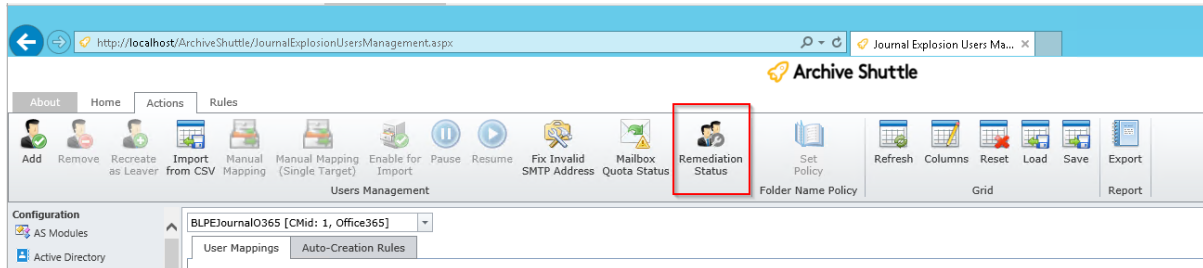 http://localhost/ArchiveShuttle/JournalExplosionUsersManagement.aspx
Journal Explosion Users Ma...
Archive Shuttle
About Home Actions Rules
Add Remove Recreate as Leaver Import from CSV Manual Mapping Manual Mapping (Single Target) Enable for Import Pause Resume Fix Invalid SMTP Address Mailbox Quota Status Remediation Status Set Policy Refresh Columns Reset Load Save Export
Users Management Folder Name Policy Grid Report
Configuration
BLPEJournalO365 [CMid: 1, Office365]
AS Modules
User Mappings Auto-Creation Rules
Active Directory